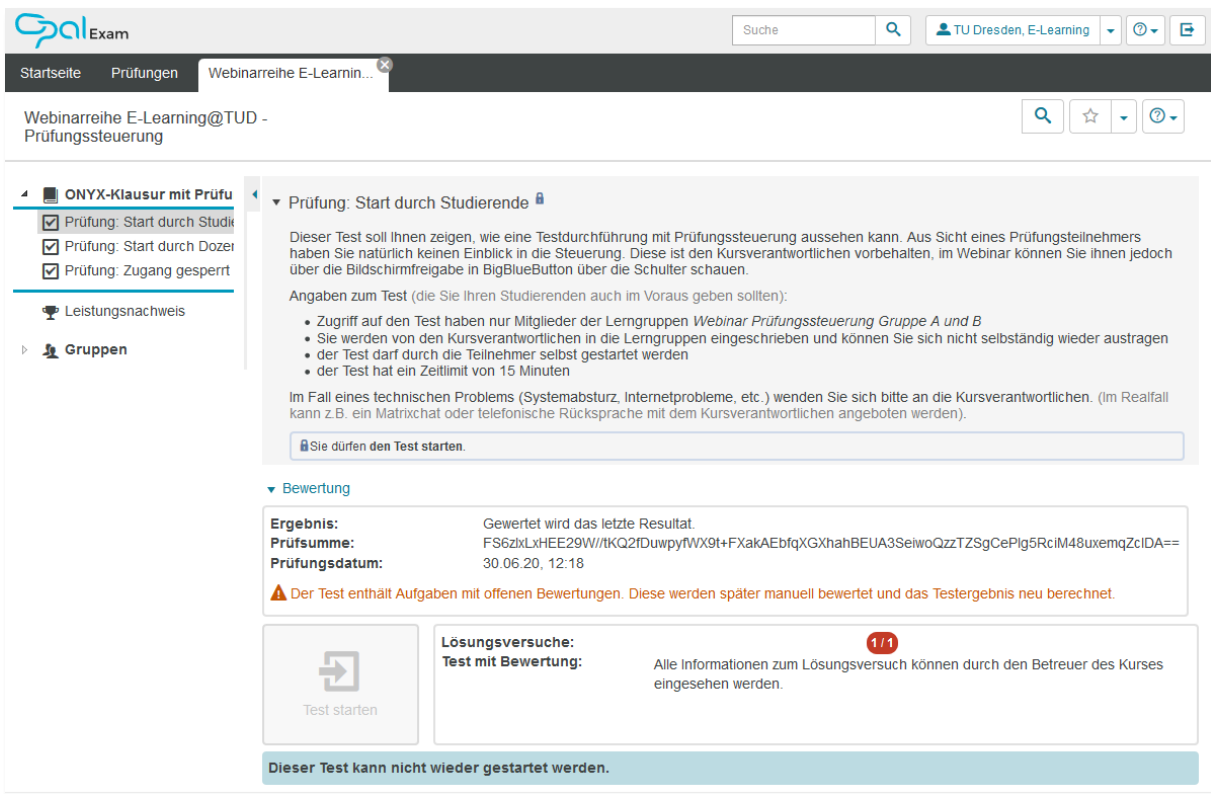 Opal Exam
Suche
TU Dresden, E-Learning
Startseite
Prüfungen
Webinarreihe E-Learnin...
Webinarreihe E-Learning@TUD -
Prüfungssteuerung
ONYX-Klausur mit Prüfu
Prüfung: Start durch Studie
Prüfung: Start durch Dozer
Prüfung: Zugang gesperrt
Leistungsnachweis
Gruppen
Prüfung: Start durch Studierende
Dieser Test soll Ihnen zeigen, wie eine Testdurchführung mit Prüfungssteuerung aussehen kann. Aus Sicht eines Prüfungsteilnehmers
haben Sie natürlich keinen Einblick in die Steuerung. Diese ist den Kursverantwortlichen vorbehalten, im Webinar können Sie ihnen jedoch
über die Bildschirmfreigabe in BigBlueButton über die Schulter schauen.
Angaben zum Test (die Sie Ihren Studierenden auch im Voraus geben sollten):
• Zugriff auf den Test haben nur Mitglieder der Lerngruppen Webinar Prüfungssteuerung Gruppe A und B
• Sie werden von den Kursverantwortlichen in die Lerngruppen eingeschrieben und können Sie sich nicht selbständig wieder austragen
• der Test darf durch die Teilnehmer selbst gestartet werden
• der Test hat ein Zeitlimit von 15 Minuten
Im Fall eines technischen Problems (Systemabsturz, Internetprobleme, etc.) wenden Sie sich bitte an die Kursverantwortlichen. (Im Realfall
kann z.B. ein Matrixchat oder telefonische Rücksprache mit dem Kursverantwortlichen angeboten werden).
Sie dürfen den Test starten.
Bewertung
Ergebnis: Gewertet wird das letzte Resultat.
Prüfsumme: FS6zlxLxHEE29W//tKQ2fDuwpyfWX9t+FXakAEbfqXGXhahBEUA3SeiwoQzzTZSgCePlg5RciM48uxemqZclDA==
Prüfungsdatum: 30.06.20, 12:18
Der Test enthält Aufgaben mit offenen Bewertungen. Diese werden später manuell bewertet und das Testergebnis neu berechnet.
Test starten
Lösungsversuche: 1 / 1
Test mit Bewertung: Alle Informationen zum Lösungsversuch können durch den Betreuer des Kurses
eingesehen werden.
Dieser Test kann nicht wieder gestartet werden.